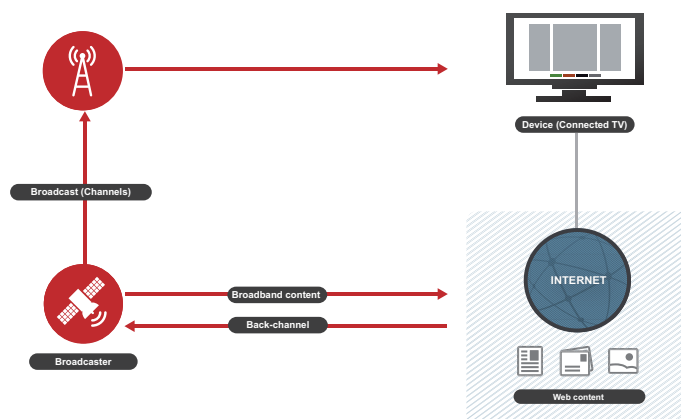 Device (Connected TV)
Broadcast (Channels)
INTERNET
Broadband content
Back-channel
Broadcaster
Web content